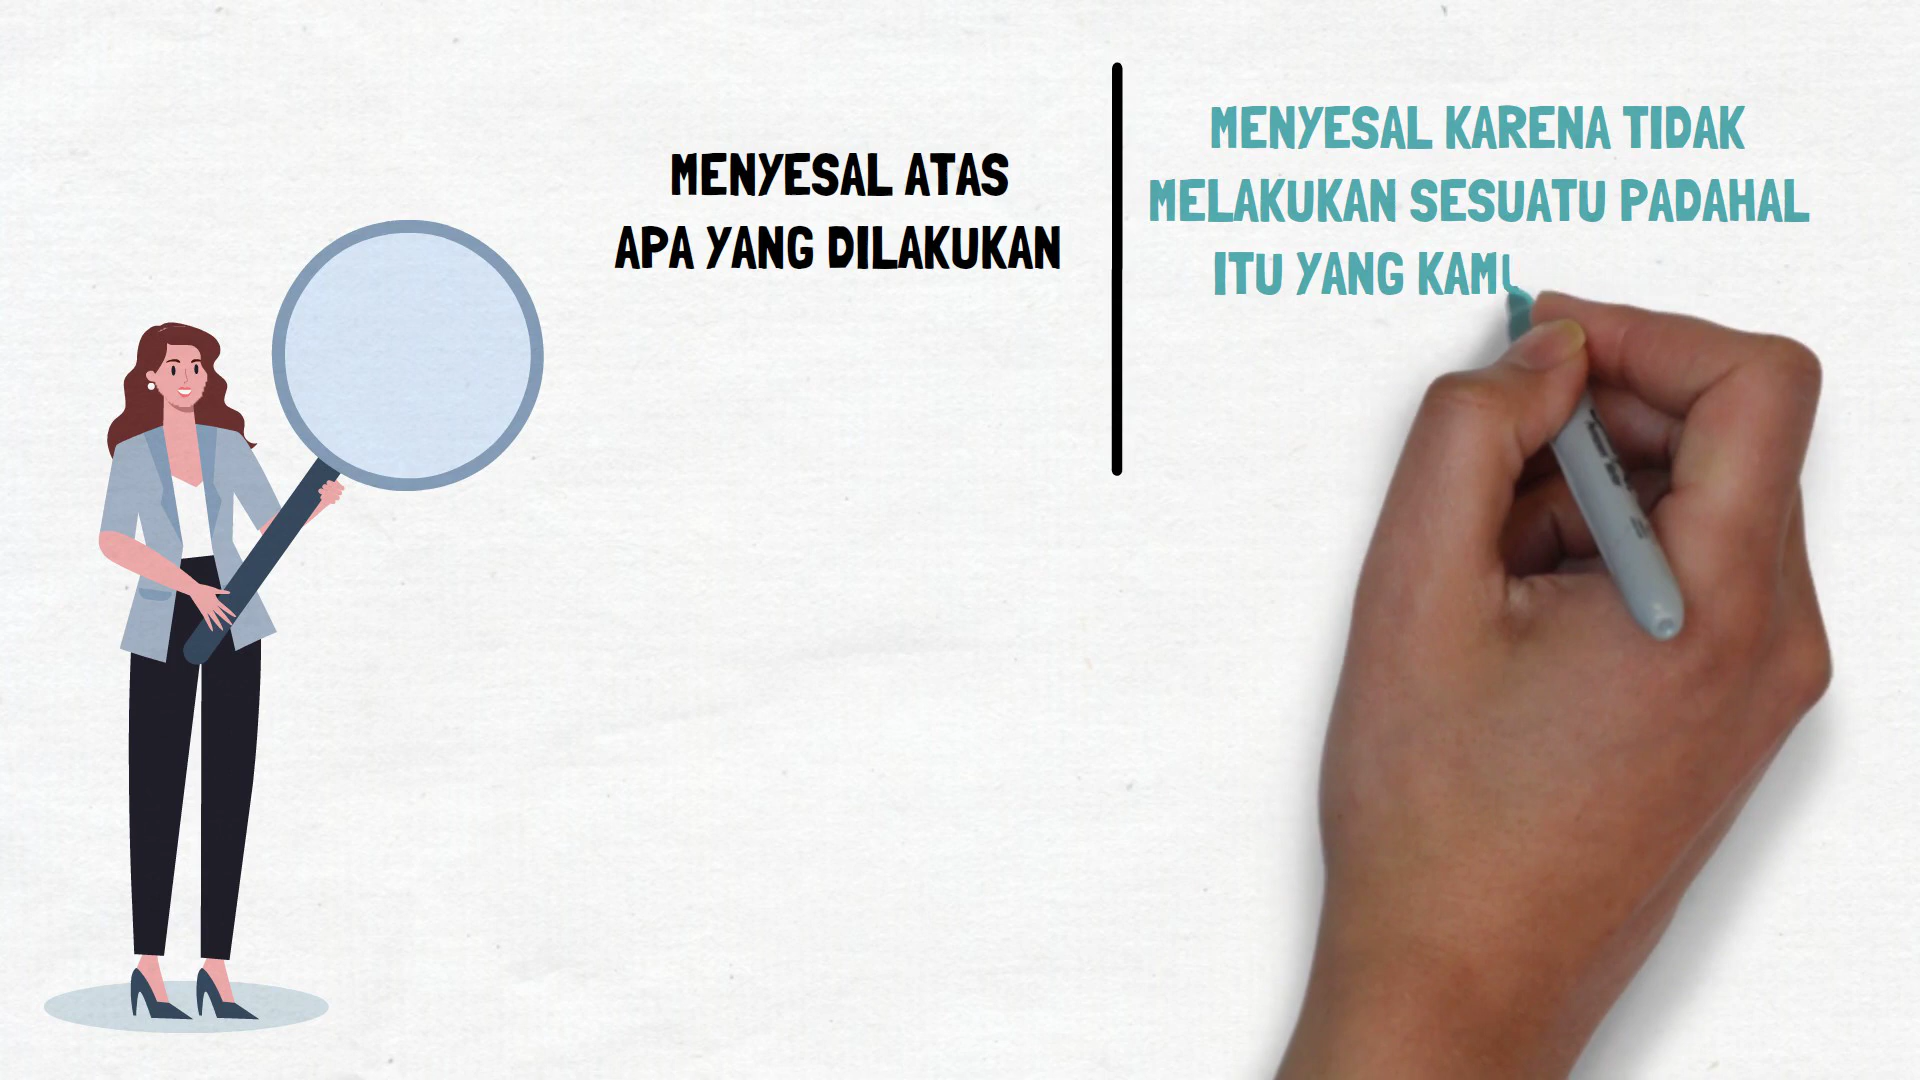 MENYESAL ATAS
APA YANG DILAKUKAN
MENYESAL KARENA TIDAK
MELAKUKAN SESUATU PADAHAL
ITU YANG KAMU